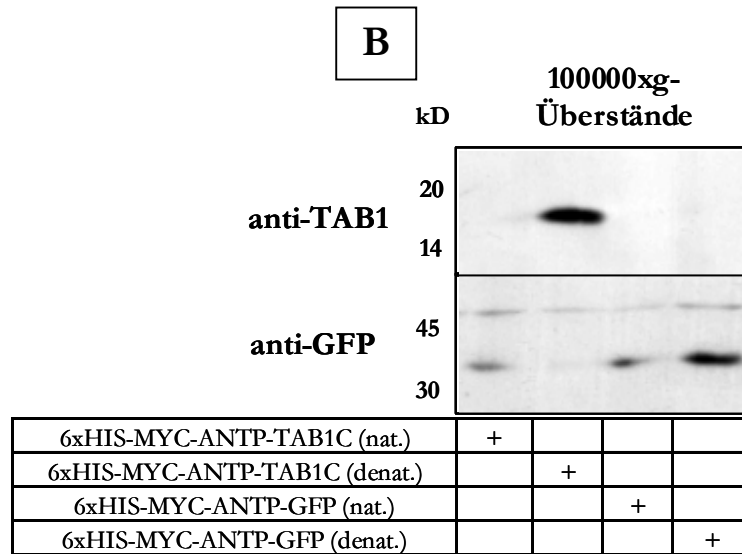 B
100000xg-
Überstände
kD
20
anti-TAB1
14
45
anti-GFP
30
6xHIS-MYC-ANTP-TAB1C (nat.) +
6xHIS-MYC-ANTP-TAB1C (denat.) +
6xHIS-MYC-ANTP-GFP (nat.) +
6xHIS-MYC-ANTP-GFP (denat.) +